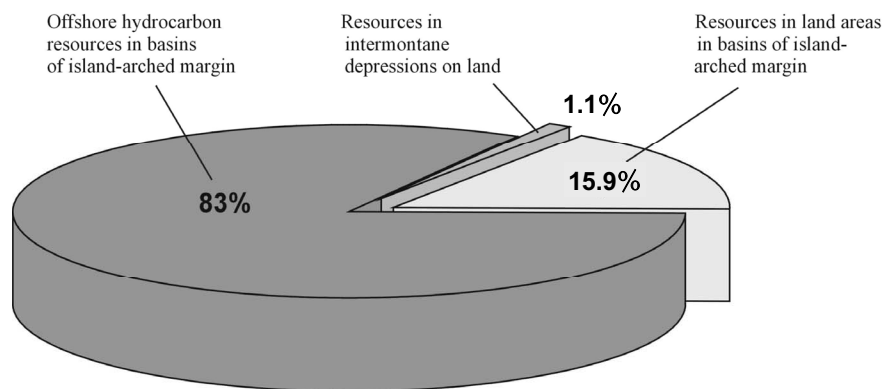 Offshore hydrocarbon
resources in basins
of island-arched margin
Resources in
intermontane
depressions on land
Resources in land areas
in basins of island-
arched margin
1.1%
15.9%
83%